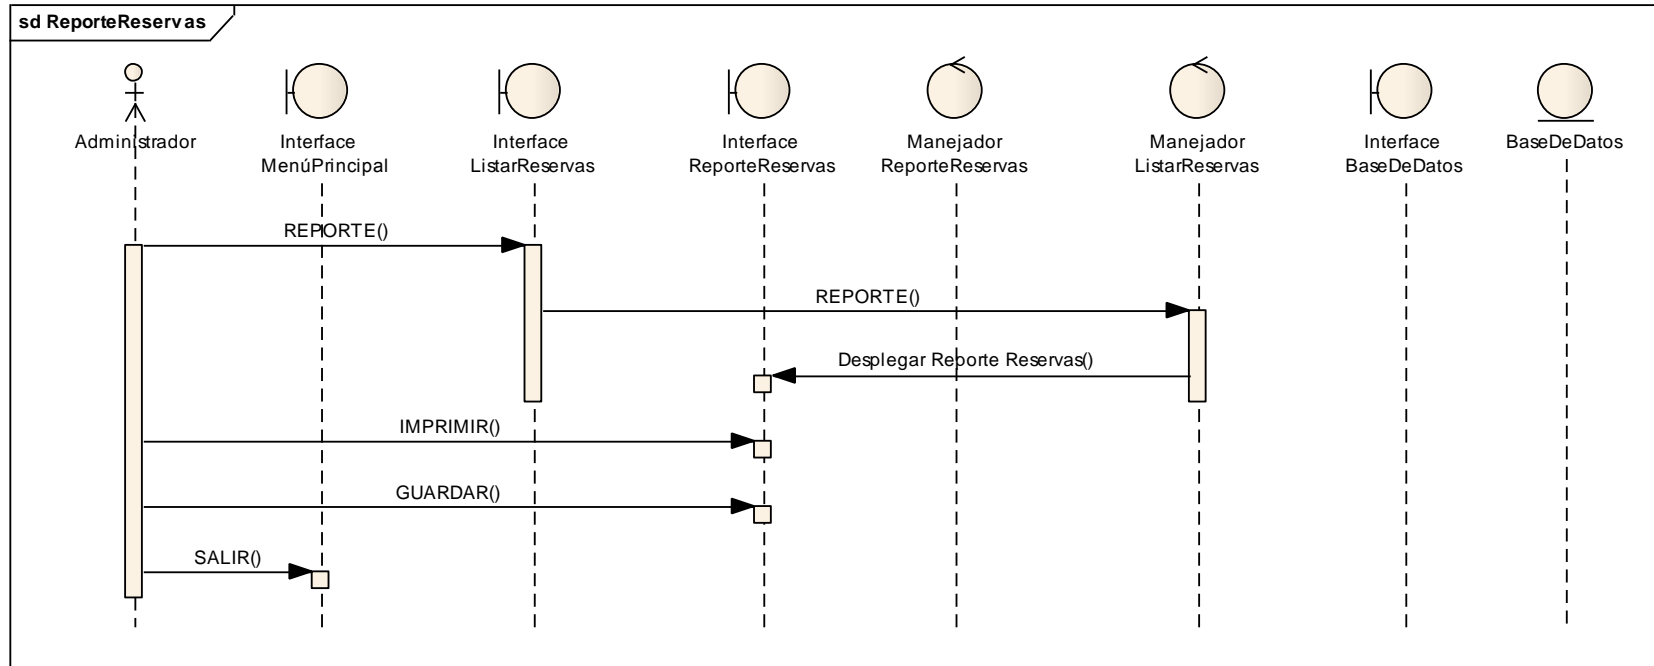 sd ReporteReservas
Administrador
Interface
MenúPrincipal
Interface
ListarReservas
Interface
ReporteReservas
Manejador
ReporteReservas
Manejador
ListarReservas
Interface
BaseDeDatos
BaseDeDatos
REPORTE()
REPORTE()
Desplegar Reporte Reservas()
IMPRIMIR()
GUARDAR()
SALIR()